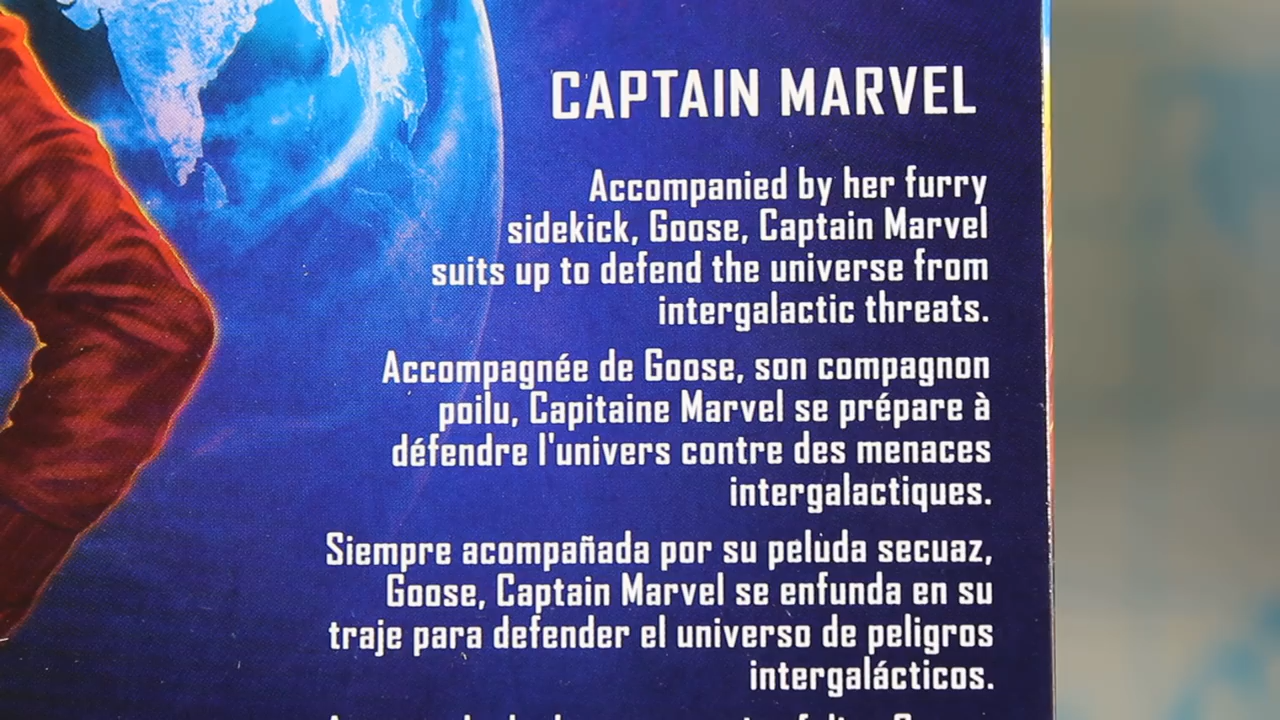 CAPTAIN MARVEL
Accompanied by her furry
sidekick, Goose, Captain Marvel
suits up to defend the universe from
intergalactic threats.
Accompagnée de Goose, son compagnon
poilu, Capitaine Marvel se prépare à
défendre l'univers contre des menaces
intergalactiques.
Siempre acompañada por su peluda secuaz,
Goose, Captain Marvel se enfunda en su
traje para defender el universo de peligros
intergalácticos.